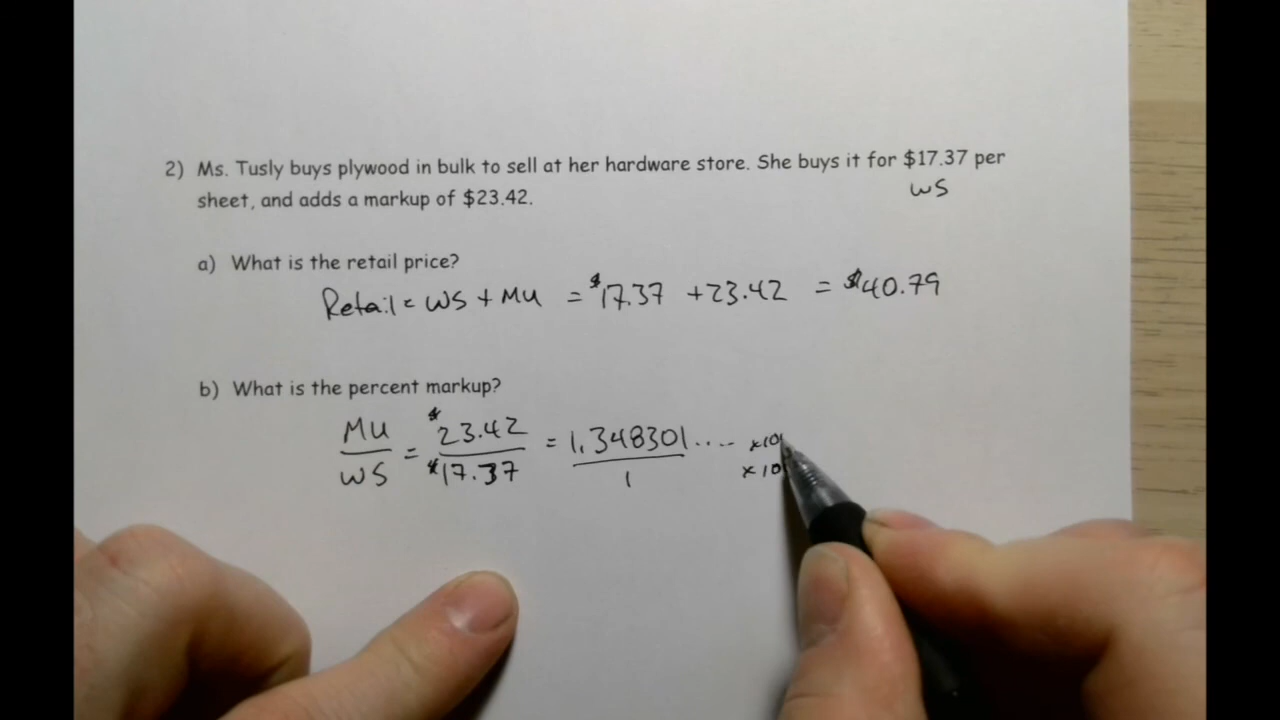 2) Ms. Tusly buys plywood in bulk to sell at her hardware store. She buys it for $17.37 per
WS
sheet, and adds a markup of $23.42.
a) What is the retail price?
Retail = WS + MU = $17.37 + 23.42 = $40.79
b) What is the percent markup?
MU $23.42 = 1.348301.... x10
WS = $17.37 1 x10